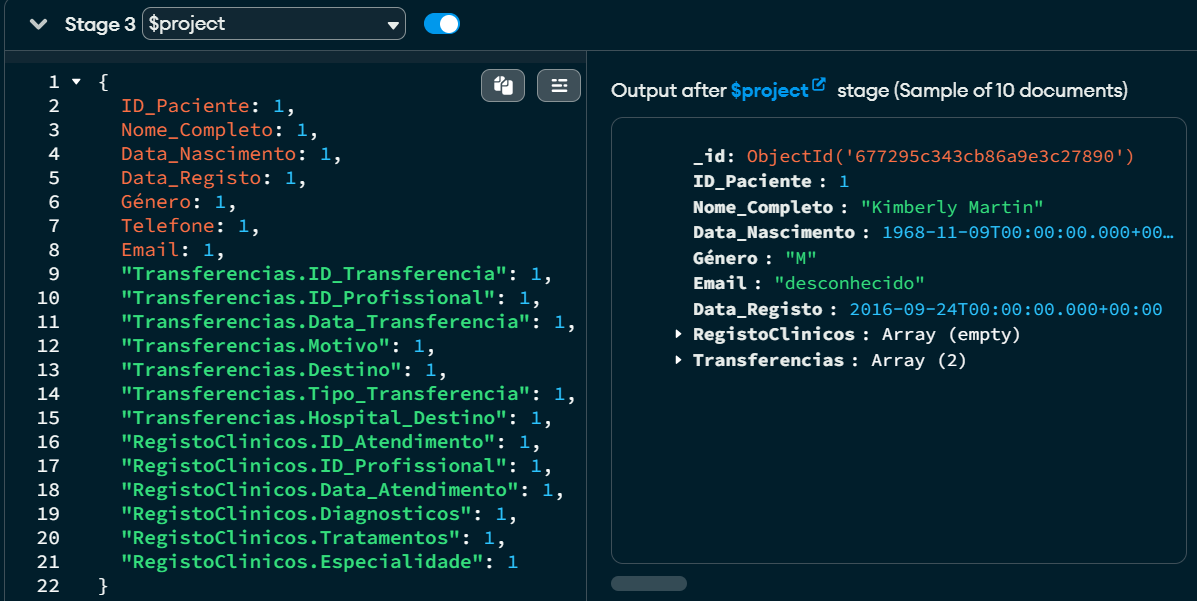 Stage 3 $project
1 {
2 ID_Paciente: 1,
3 Nome_Completo: 1,
4 Data_Nascimento: 1,
5 Data_Registo: 1,
6 Género: 1,
7 Telefone: 1,
8 Email: 1,
9 "Transferencias.ID_Transferencia": 1,
10 "Transferencias.ID_Profissional": 1,
11 "Transferencias.Data_Transferencia": 1,
12 "Transferencias.Motivo": 1,
13 "Transferencias.Destino": 1,
14 "Transferencias.Tipo_Transferencia": 1,
15 "Transferencias.Hospital_Destino": 1,
16 "RegistoClinicos.ID_Atendimento": 1,
17 "RegistoClinicos.ID_Profissional": 1,
18 "RegistoClinicos.Data_Atendimento": 1,
19 "RegistoClinicos.Diagnosticos": 1,
20 "RegistoClinicos.Tratamentos": 1,
21 "RegistoClinicos.Especialidade": 1
22 }
Output after $project stage (Sample of 10 documents)
_id: ObjectId('677295c343cb86a9e3c27890')
ID_Paciente : 1
Nome_Completo : "Kimberly Martin"
Data_Nascimento : 1968-11-09T00:00:00.000+00…
Género : "M"
Email : "desconhecido"
Data_Registo : 2016-09-24T00:00:00.000+00:00
RegistoClinicos : Array (empty)
Transferencias : Array (2)